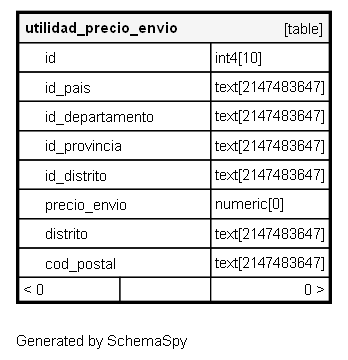 utilidad_precio_envio [table]
id int4[10]
id_pais text[2147483647]
id_departamento text[2147483647]
id_provincia text[2147483647]
id_distrito text[2147483647]
precio_envio numeric[0]
distrito text[2147483647]
cod_postal text[2147483647]
< 0 0 >
Generated by SchemaSpy